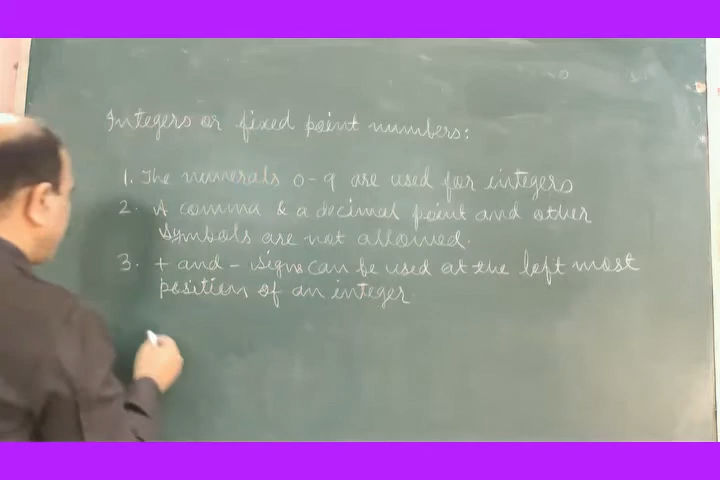 Integers or fixed point numbers:
1. The numerals 0-9 are used for integers
2. A comma & a decimal point and other
symbols are not allowed.
3. + and - signs can be used at the left most
position of an integer.